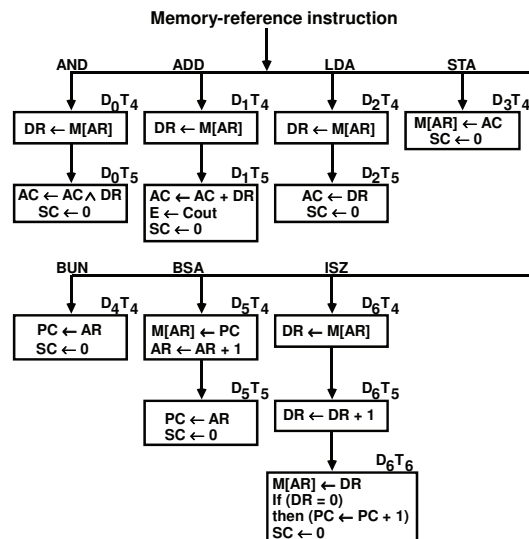 Memory-reference instruction
AND ADD LDA STA
D0T4 D1T4 D2T4 D3T4
DR ← M[AR]
DR ← M[AR]
DR ← M[AR]
M[AR] ← AC
SC ← 0
D0T5 D1T5 D2T5
AC ← AC ∧ DR
SC ← 0
AC ← AC + DR
E ← Cout
SC ← 0
AC ← DR
SC ← 0
BUN BSA ISZ
D4T4 D5T4 D6T4
PC ← AR
SC ← 0
M[AR] ← PC
AR ← AR + 1
DR ← M[AR]
D5T5 D6T5
PC ← AR
SC ← 0
DR ← DR + 1
D6T6
M[AR] ← DR
If (DR = 0)
then (PC ← PC + 1)
SC ← 0